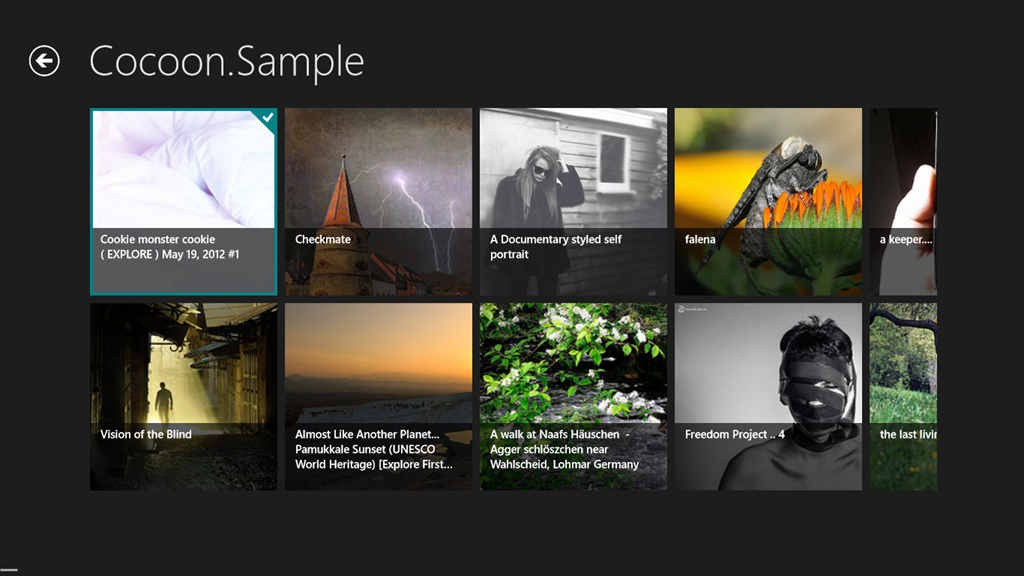 Cocoon.Sample
Cookie monster cookie
( EXPLORE ) May 19, 2012 #1
Checkmate
A Documentary styled self
portrait
falena
a keeper....
Vision of the Blind
Almost Like Another Planet...
Pamukkale Sunset (UNESCO
World Heritage) [Explore First...
A walk at Naafs Häuschen -
Agger schlöszchen near
Wahlscheid, Lohmar Germany
Freedom Project .. 4
the last livin